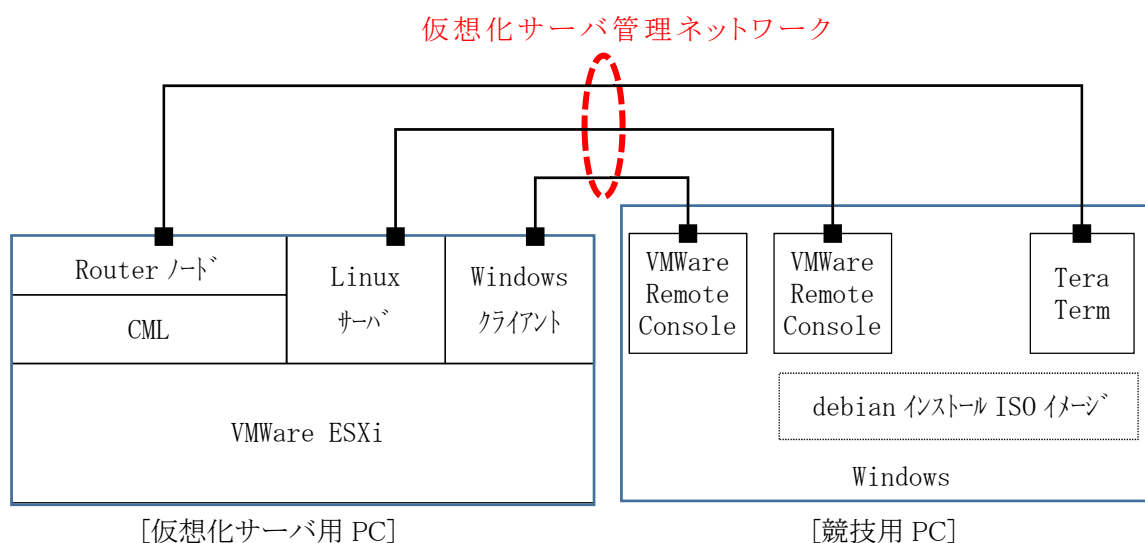 仮想化サーバ管理ネットワーク
Router ノード
CML
Linux
サーバ
Windows
クライアント
VMWare ESXi
[仮想化サーバ用 PC]
VMWare
Remote
Console
VMWare
Remote
Console
Tera
Term
debian インストール ISO イメージ
Windows
[競技用 PC]